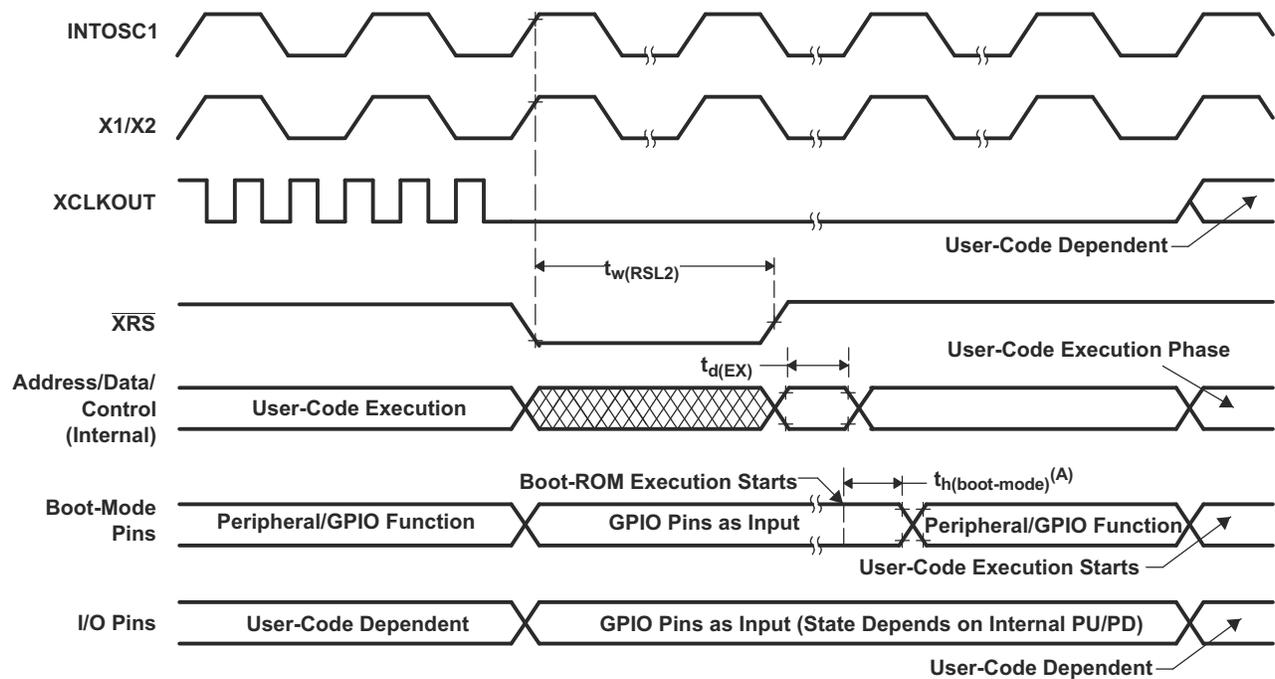 INTOSC1
X1/X2
XCLKOUT
User-Code Dependent
tw(RSL2)
XRS
td(EX)
User-Code Execution Phase
Address/Data/
Control
(Internal)
User-Code Execution
Boot-ROM Execution Starts
th(boot-mode)(A)
Boot-Mode
Pins
Peripheral/GPIO Function
GPIO Pins as Input
Peripheral/GPIO Function
User-Code Execution Starts
I/O Pins
User-Code Dependent
GPIO Pins as Input (State Depends on Internal PU/PD)
User-Code Dependent